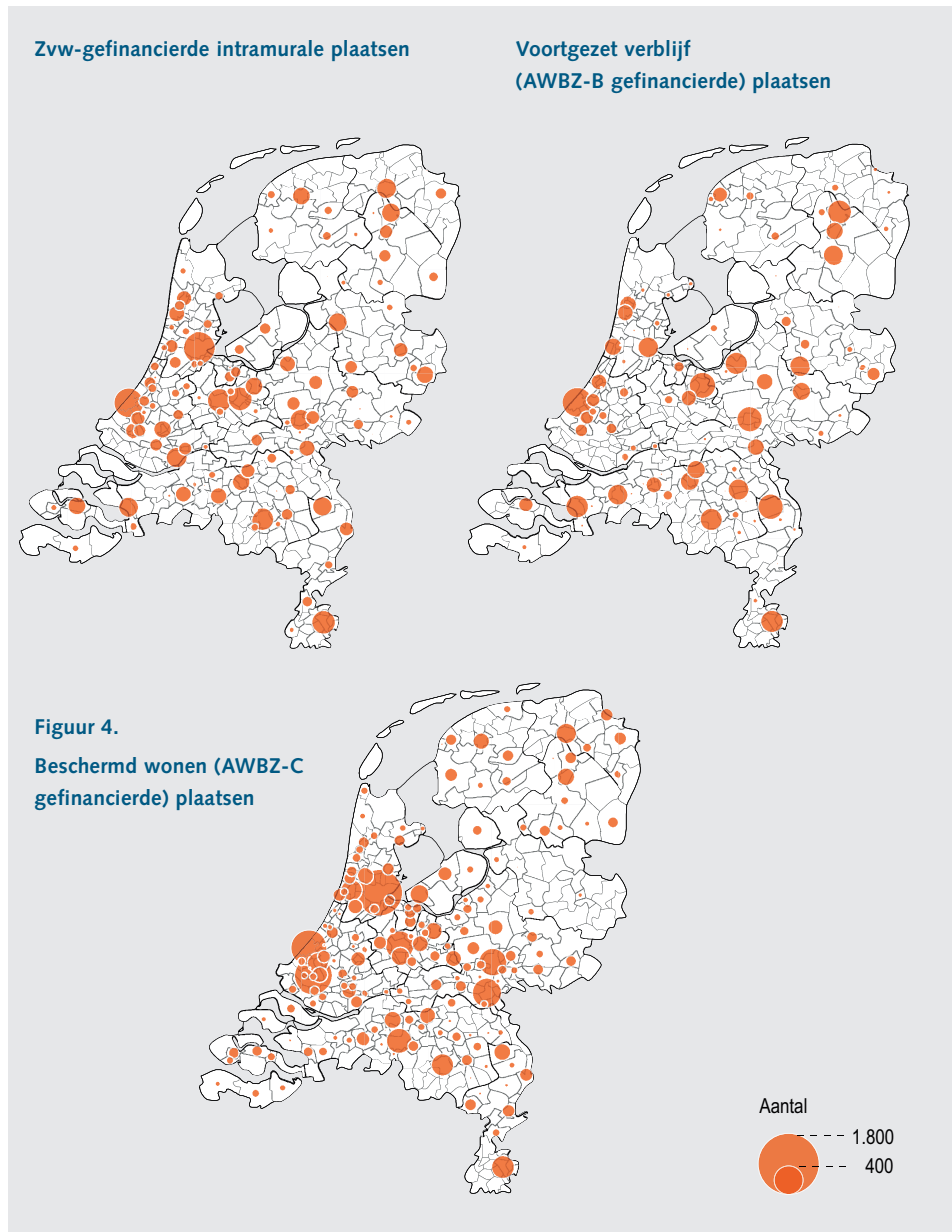 Zvw-gefinancierde intramurale plaatsen
Voortgezet verblijf
(AWBZ-B gefinancierde) plaatsen
Figuur 4.
Beschermd wonen (AWBZ-C
gefinancierde) plaatsen
Aantal
1.800
400